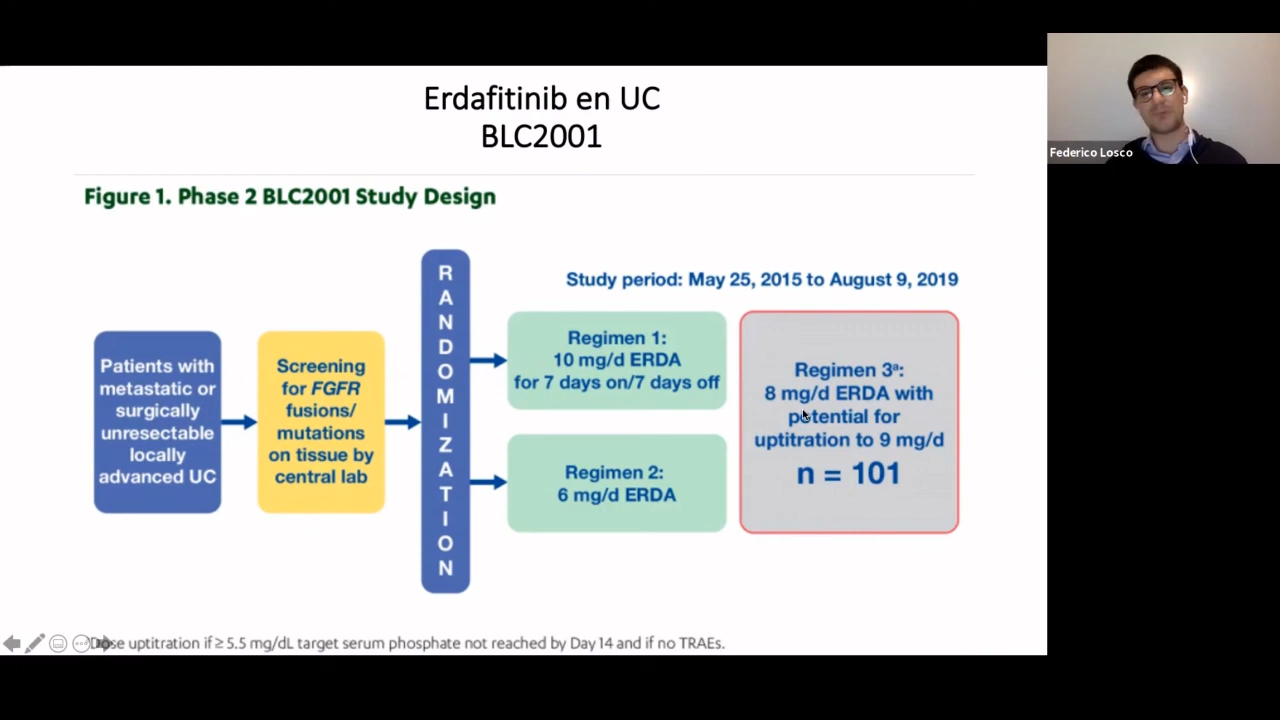 Erdafitinib en UC
BLC2001
Federico Losco
Figure 1. Phase 2 BLC2001 Study Design
Study period: May 25, 2015 to August 9, 2019
Patients with
metastatic or
surgically
unresectable
locally
advanced UC
Screening
for FGFR
fusions/
mutations
on tissue by
central lab
RANDOMIZATION
Regimen 1:
10 mg/d ERDA
for 7 days on/7 days off
Regimen 2:
6 mg/d ERDA
Regimen 3ª:
8 mg/d ERDA with
potential for
uptitration to 9 mg/d
n = 101
Dose uptitration if ≥ 5.5 mg/dL target serum phosphate not reached by Day 14 and if no TRAEs.